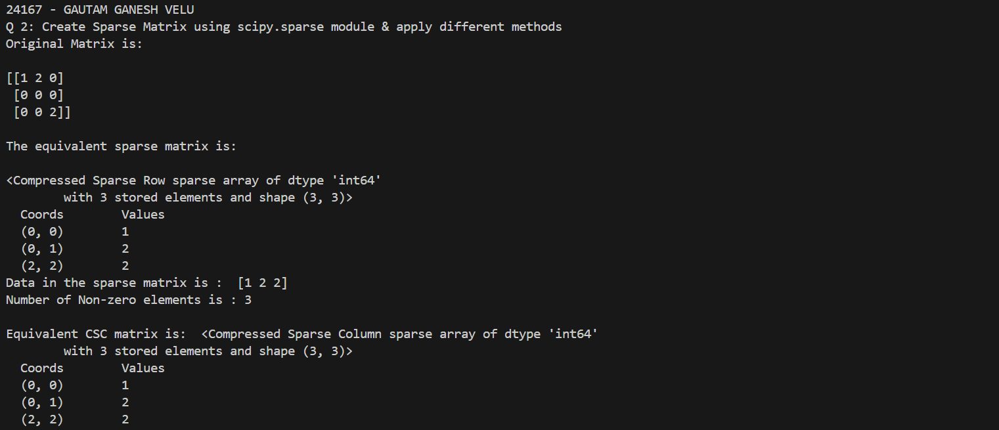 24167 - GAUTAM GANESH VELU
Q 2: Create Sparse Matrix using scipy.sparse module & apply different methods
Original Matrix is:
[[1 2 0]
 [0 0 0]
 [0 0 2]]
The equivalent sparse matrix is:
<Compressed Sparse Row sparse array of dtype 'int64'
        with 3 stored elements and shape (3, 3)>
  Coords        Values
  (0, 0)        1
  (0, 1)        2
  (2, 2)        2
Data in the sparse matrix is :  [1 2 2]
Number of Non-zero elements is : 3
Equivalent CSC matrix is:  <Compressed Sparse Column sparse array of dtype 'int64'
        with 3 stored elements and shape (3, 3)>
  Coords        Values
  (0, 0)        1
  (0, 1)        2
  (2, 2)        2